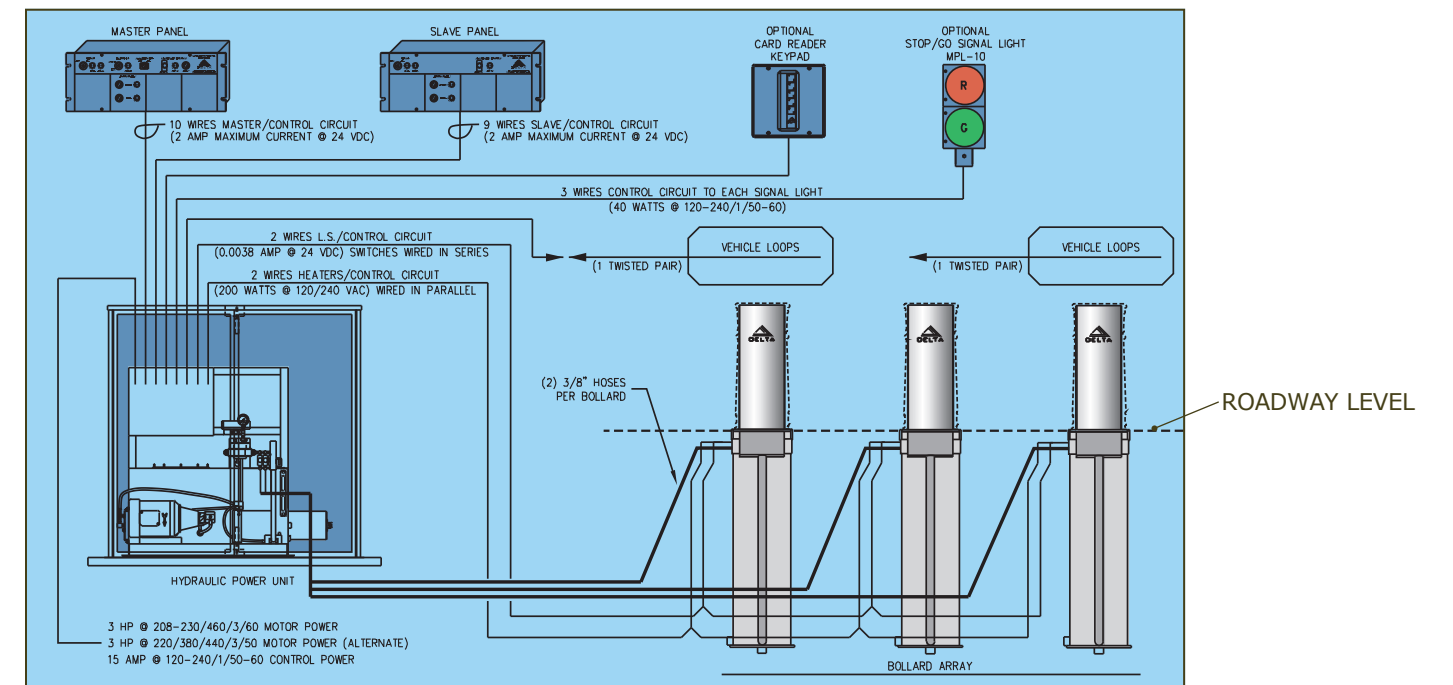 MASTER PANEL
SLAVE PANEL
OPTIONAL
CARD READER
KEYPAD
OPTIONAL
STOP/GO SIGNAL LIGHT
MPL-10
R
G
10 WIRES MASTER/CONTROL CIRCUIT
(2 AMP MAXIMUM CURRENT @ 24 VDC)
9 WIRES SLAVE/CONTROL CIRCUIT
(2 AMP MAXIMUM CURRENT @ 24 VDC)
3 WIRES CONTROL CIRCUIT TO EACH SIGNAL LIGHT
(40 WATTS @ 120-240/1/50-60)
2 WIRES L.S./CONTROL CIRCUIT
(0.0038 AMP @ 24 VDC) SWITCHES WIRED IN SERIES
2 WIRES HEATERS/CONTROL CIRCUIT
(200 WATTS @ 120/240 VAC) WIRED IN PARALLEL
VEHICLE LOOPS
(1 TWISTED PAIR)
VEHICLE LOOPS
(1 TWISTED PAIR)
DELTA
DELTA
DELTA
(2) 3/8" HOSES
PER BOLLARD
ROADWAY LEVEL
HYDRAULIC POWER UNIT
3 HP @ 208-230/460/3/60 MOTOR POWER
3 HP @ 220/380/440/3/50 MOTOR POWER (ALTERNATE)
15 AMP @ 120-240/1/50-60 CONTROL POWER
BOLLARD ARRAY